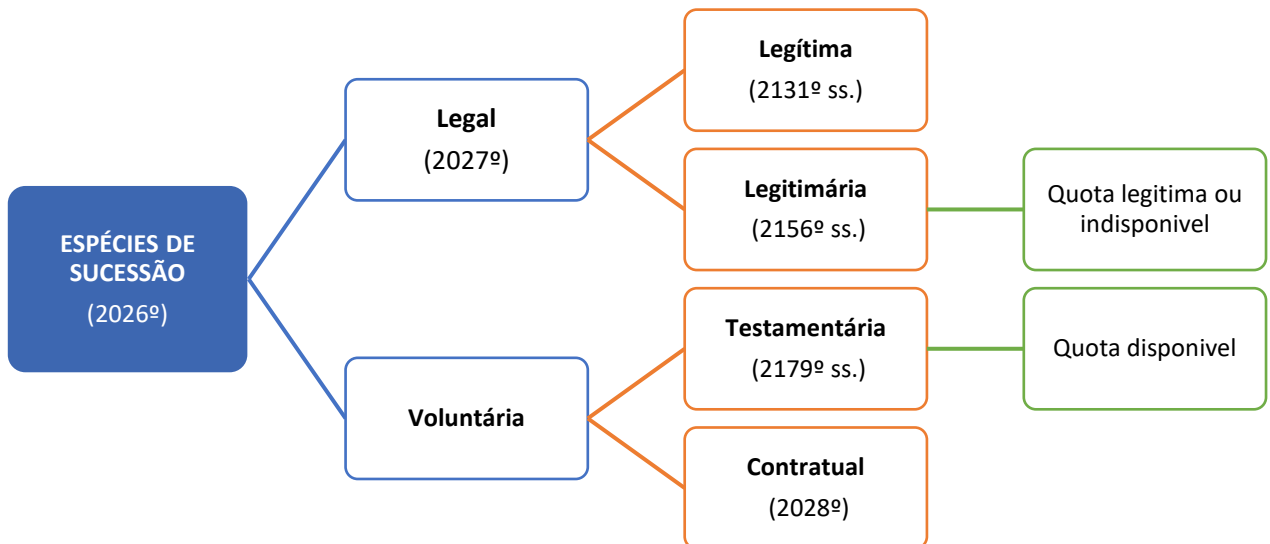 ESPÉCIES DE
SUCESSÃO
(2026º)
Legal
(2027º)
Legítima
(2131º ss.)
Legitimária
(2156º ss.)
Quota legitima ou
indisponivel
Voluntária
Testamentária
(2179º ss.)
Quota disponivel
Contratual
(2028º)